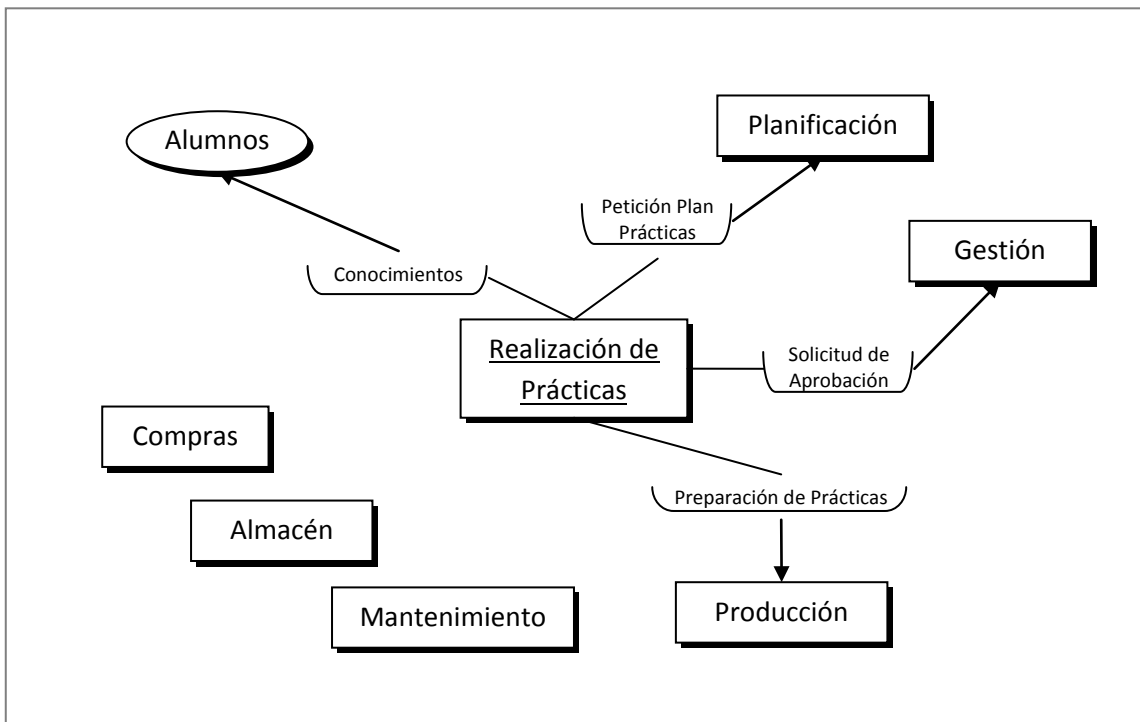 Alumnos
Planificación
Petición Plan
Prácticas
Gestión
Conocimientos
Realización de
Prácticas
Solicitud de
Aprobación
Compras
Preparación de Prácticas
Almacén
Mantenimiento
Producción